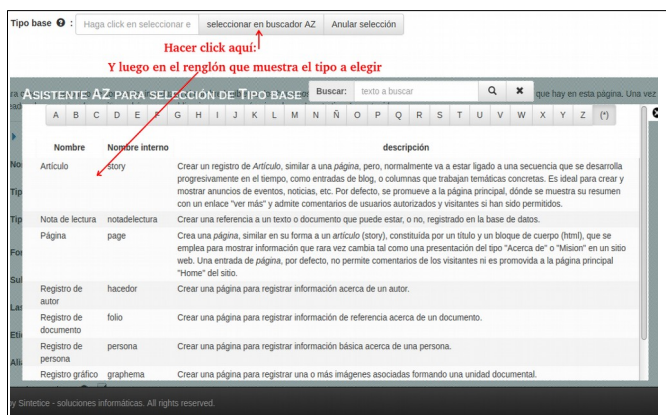 Tipo base ? : Haga click en seleccionar e seleccionar en buscador AZ Anular selección
Hacer click aquí:
Y luego en el renglón que muestra el tipo a elegir
ASISTENTE AZ PARA SELECCIÓN DE TIPO BASE Buscar: texto a buscar
que hay en esta página. Una vez
A B C D E F G H I J K L M N Ñ O P Q R S T U V W X Y Z (*)
Nombre Nombre interno descripción
Artículo story Crear un registro de Artículo, similar a una página, pero, normalmente va a estar ligado a una secuencia que se desarrolla
progresivamente en el tiempo, como entradas de blog, o columnas que trabajan temáticas concretas. Es ideal para crear y
mostrar anuncios de eventos, noticias, etc. Por defecto, se promueve a la página principal, dónde se muestra su resumen
con un enlace "ver más" y admite comentarios de usuarios autorizados y visitantes si han sido permitidos.
Nota de lectura notadelectura Crear una referencia a un texto o documento que puede estar, o no, registrado en la base de datos.
Página page Crea una página, similar en su forma a un artículo (story), constituída por un título y un bloque de cuerpo (html), que se
emplea para mostrar información que rara vez cambia tal como una presentación del tipo "Acerca de" o "Mision" en un sitio
web. Una entrada de página, por defecto, no permite comentarios de los visitantes ni es promovida a la página principal
"Home" del sitio.
Registro de autor hacedor Crear una página para registrar información acerca de un autor.
Registro de documento folio Crear una página para registrar información de referencia acerca de un documento.
Registro de persona persona Crear una página para registrar información básica acerca de una persona.
Registro gráfico graphema Crear una página para registrar una o más imágenes asociadas formando una unidad documental.
by Sintetice - soluciones informáticas. All rights reserved.